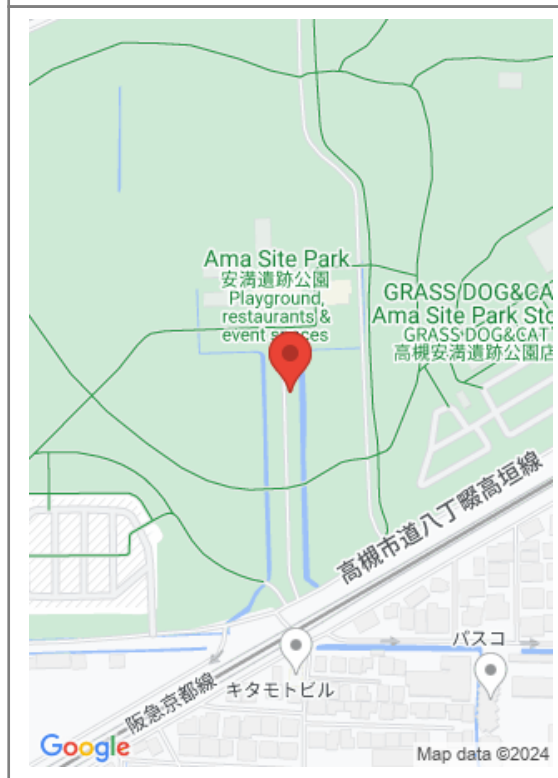 Ama Site Park
安満遺跡公園
Playground,
restaurants &
event spaces
GRASS DOG&CA
Ama Site Park Sto
GRASS DOG&CAT
高槻安満遺跡公園店
高槻市道八丁畷高垣線
パスコ
キタモトビル
阪急京都線
Google
Map data ©2024